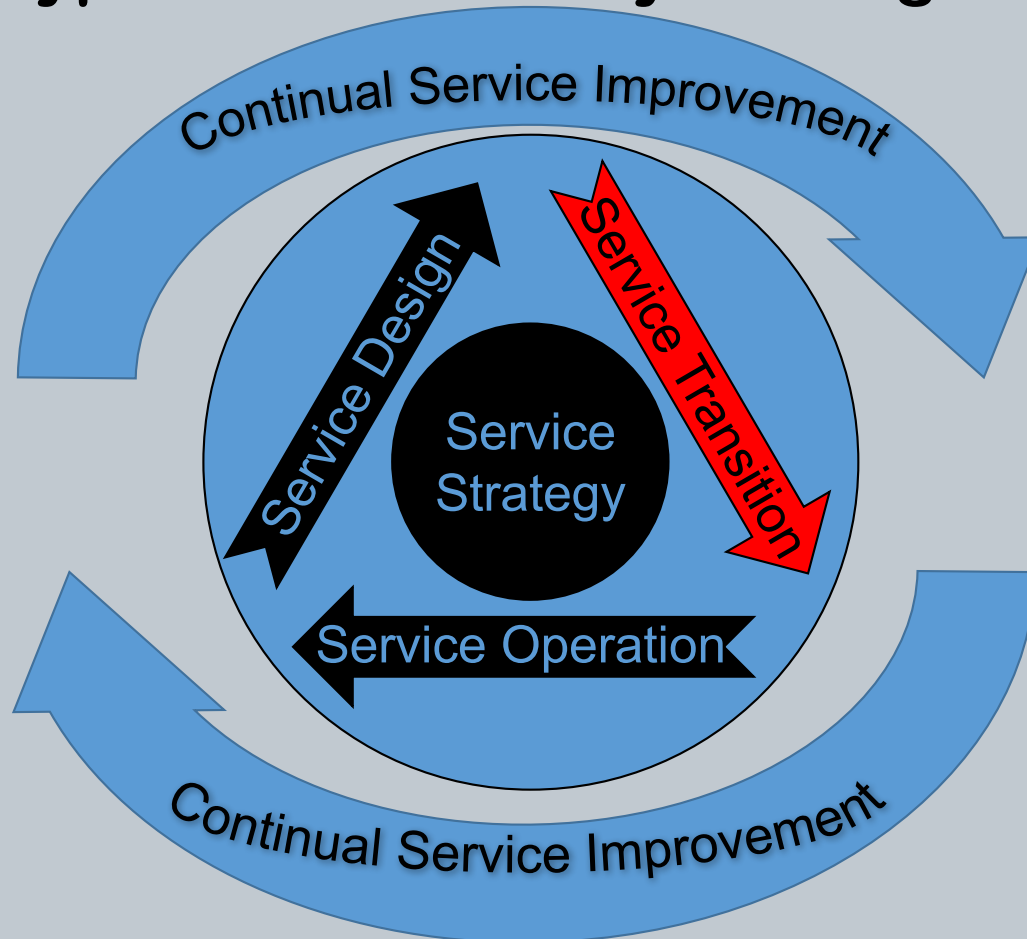 Continual Service Improvement
Service Design
Service Transition
Service
Strategy
Service Operation
Continual Service Improvement